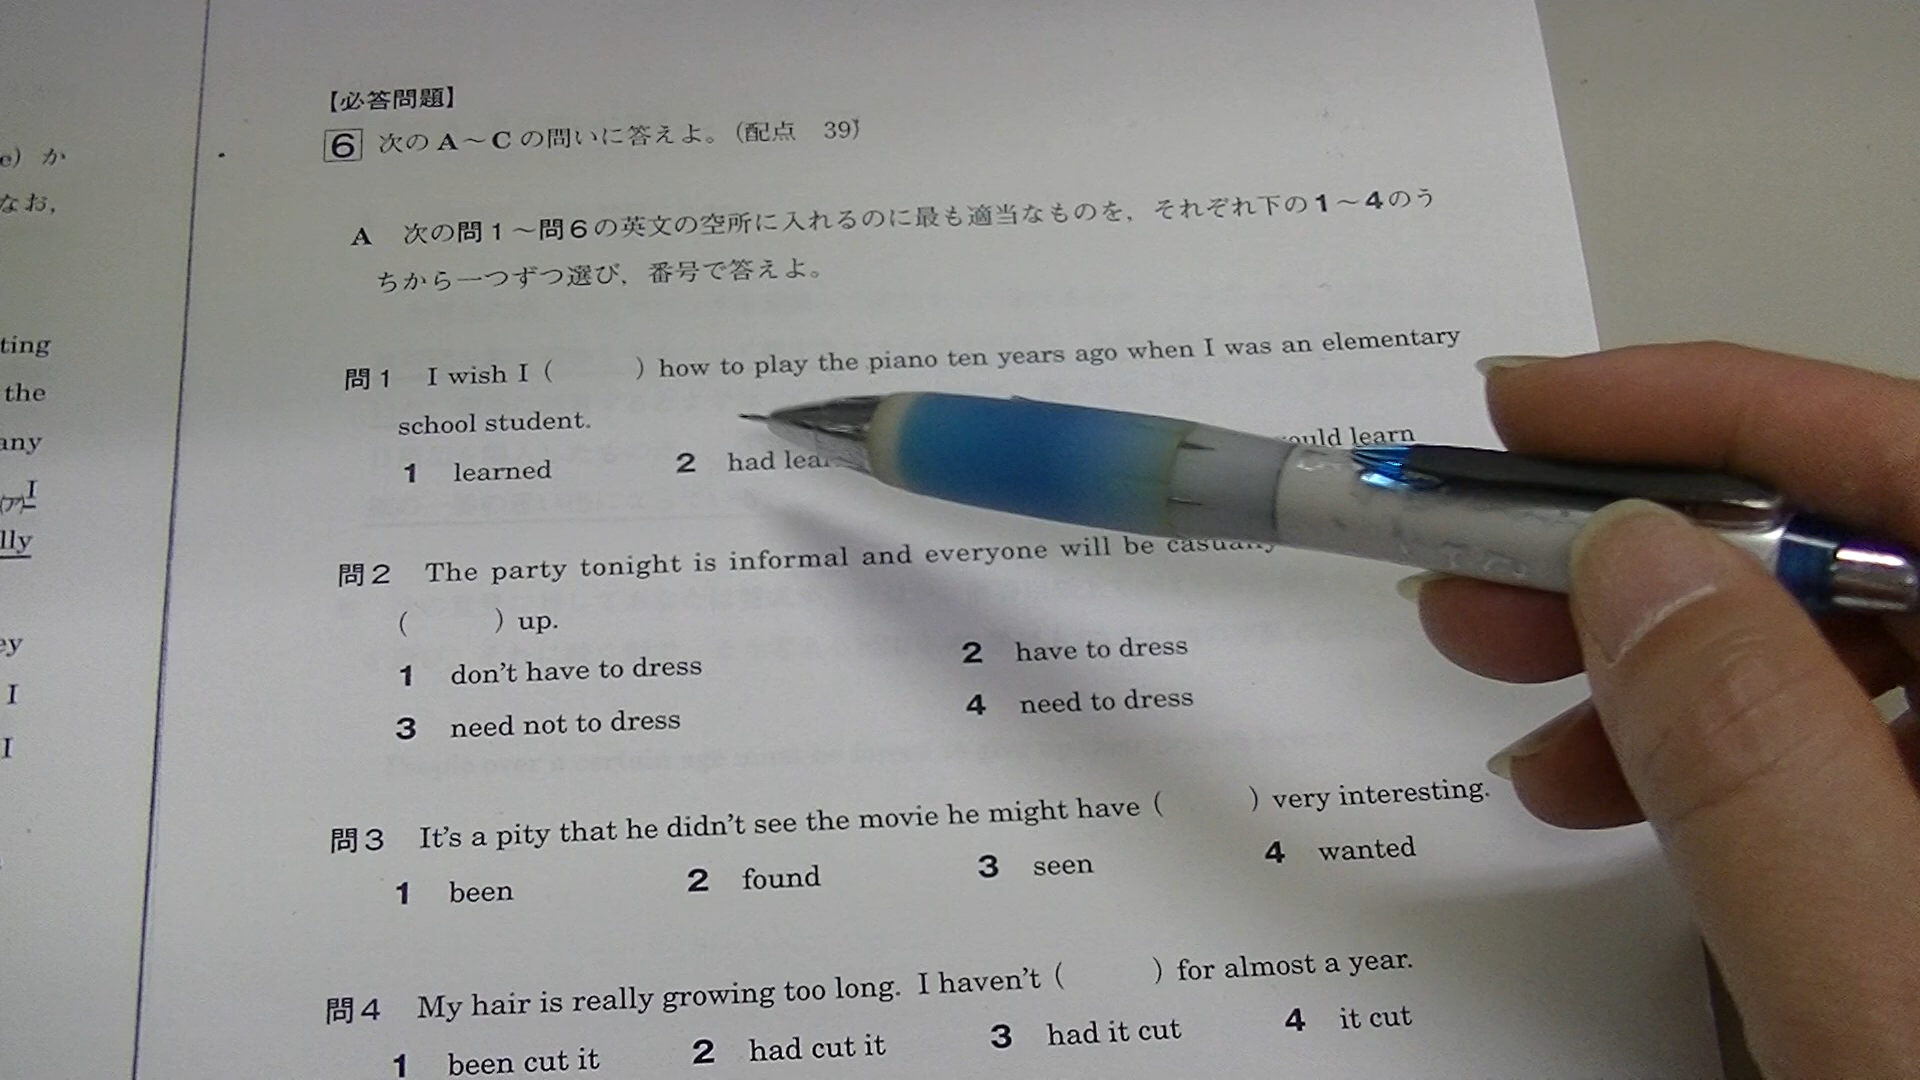 e) か
なお,
ting
the
any
(ア)I
lly
ey
I
I
【必答問題】
6 次のA～Cの問いに答えよ。(配点 39)
A 次の問1～問6の英文の空所に入れるのに最も適当なものを, それぞれ下の1～4のう
ちから一つずつ選び, 番号で答えよ。
問1 I wish I ( ) how to play the piano ten years ago when I was an elementary
school student.
1 learned 2 had lear ould learn
問2 The party tonight is informal and everyone will be casually
( ) up.
1 don't have to dress 2 have to dress
3 need not to dress 4 need to dress
問3 It's a pity that he didn't see the movie he might have ( ) very interesting.
1 been 2 found 3 seen 4 wanted
問4 My hair is really growing too long. I haven't ( ) for almost a year.
1 been cut it 2 had cut it 3 had it cut 4 it cut